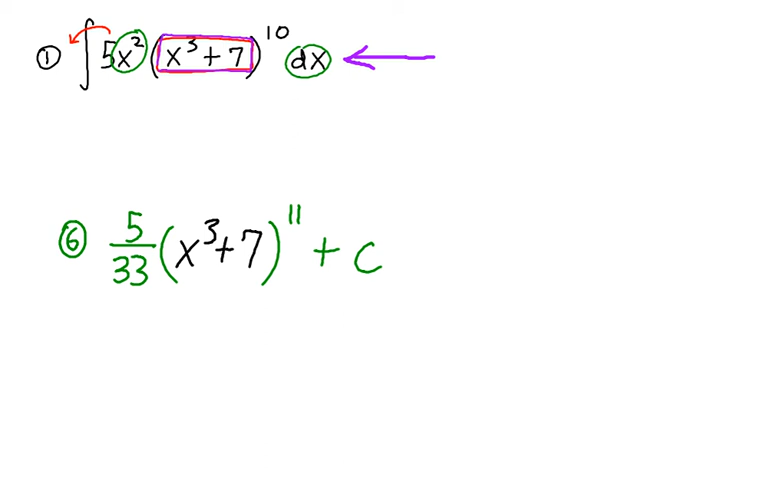 ① ∫ 5x² (x³ + 7)¹⁰ dx
⑥ 5/33 (x³+7)¹¹ + C